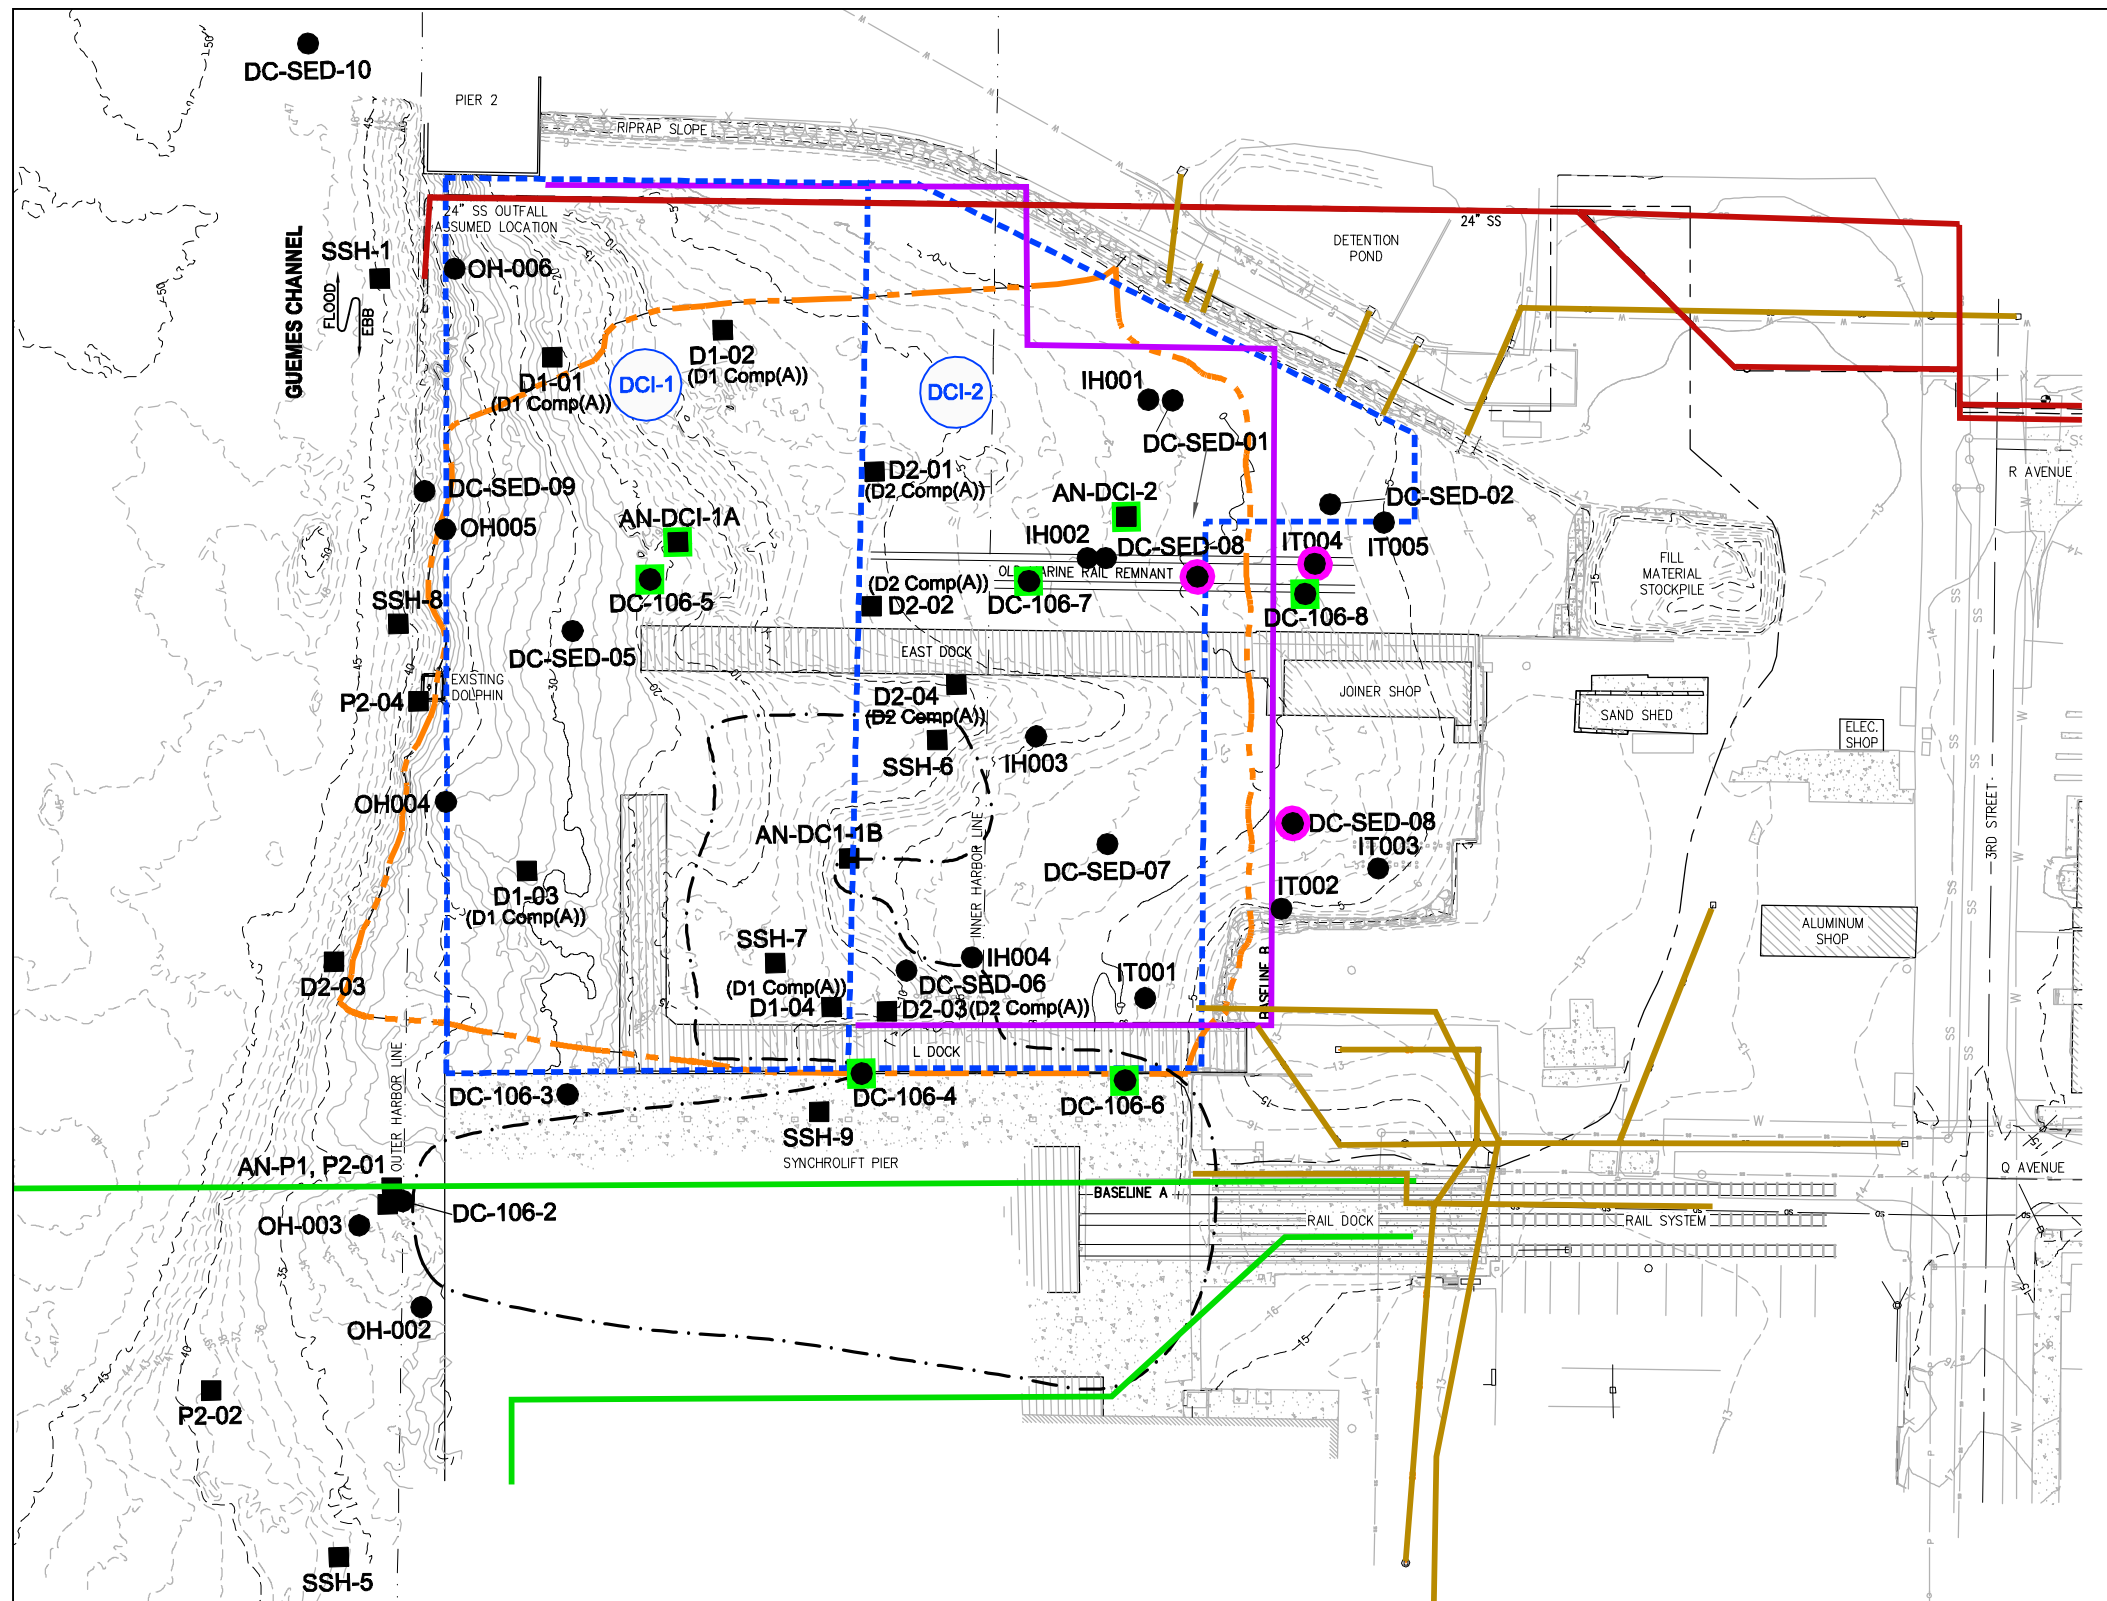 DC-SED-10
PIER 2
RIPRAP SLOPE
24" SS OUTFALL
ASSUMED LOCATION
24" SS
DETENTION
POND
GUEMES CHANNEL
SSH-1
FLOOD
EBB
OH-006
D1-01
(D1 Comp(A))
D1-02
(D1 Comp(A))
DCI-1
DCI-2
IH001
DC-SED-01
R AVENUE
D2-01
(D2 Comp(A))
DC-SED-09
OH005
AN-DCI-1A
AN-DCI-2
DC-SED-02
IT005
IH002
DC-SED-08
IT004
OLD MARINE RAIL REMNANT
FILL
MATERIAL
STOCKPILE
(D2 Comp(A))
D2-02
DC-106-5
DC-106-7
DC-106-8
SSH-8
DC-SED-05
EAST DOCK
EXISTING
DOLPHIN
P2-04
D2-04
(D2 Comp(A))
JOINER SHOP
SAND SHED
ELEC.
SHOP
SSH-6
IH003
OH004
AN-DC1-1B
INNER HARBOR LINE
DC-SED-08
IT003
DC-SED-07
IT002
3RD STREET
D1-03
(D1 Comp(A))
ALUMINUM
SHOP
SSH-7
(D1 Comp(A))
D1-04
IH004
DC-SED-06
D2-03 (D2 Comp(A))
IT001
BASELINE B
D2-03
L DOCK
OUTER HARBOR LINE
DC-106-3
DC-106-4
DC-106-6
SSH-9
SYNCHROLIFT PIER
AN-P1, P2-01
DC-106-2
OH-003
BASELINE A
RAIL DOCK
RAIL SYSTEM
Q AVENUE
OH-002
P2-02
SSH-5